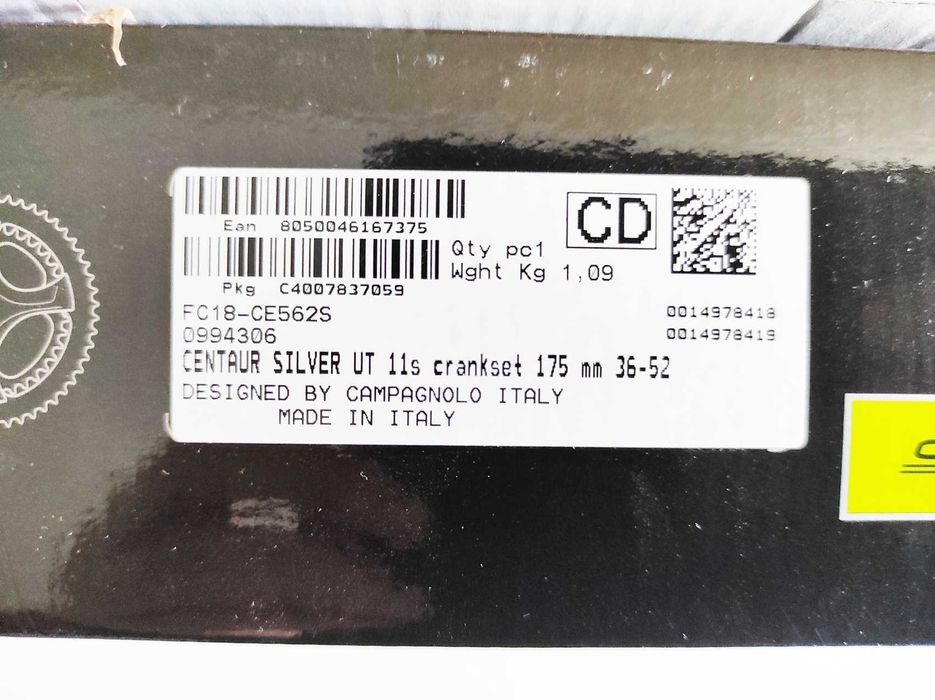 Ean 8050046167375
CD
Qty pc1
Wght Kg 1,09
Pkg C4007837059
FC18-CE562S
0014978418
0994306
0014978419
CENTAUR SILVER UT 11s crankset 175 mm 36-52
DESIGNED BY CAMPAGNOLO ITALY
MADE IN ITALY